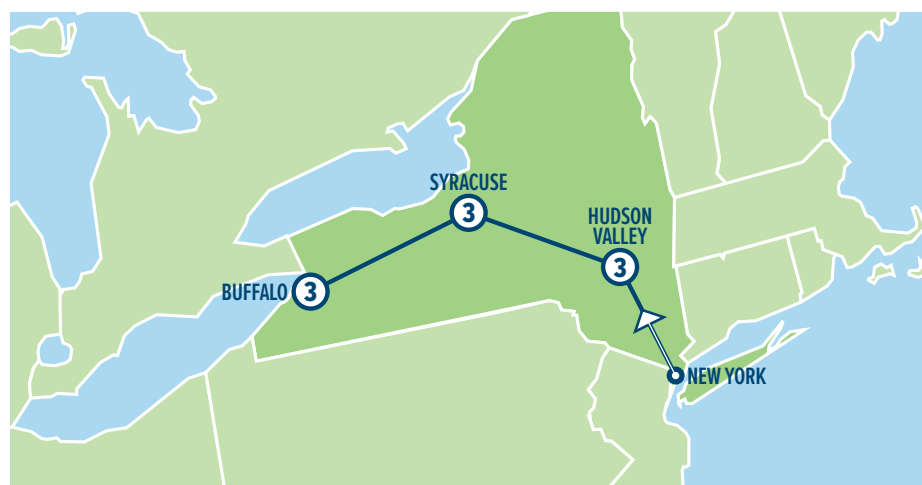 SYRACUSE
3
HUDSON
VALLEY
3
BUFFALO
3
NEW YORK